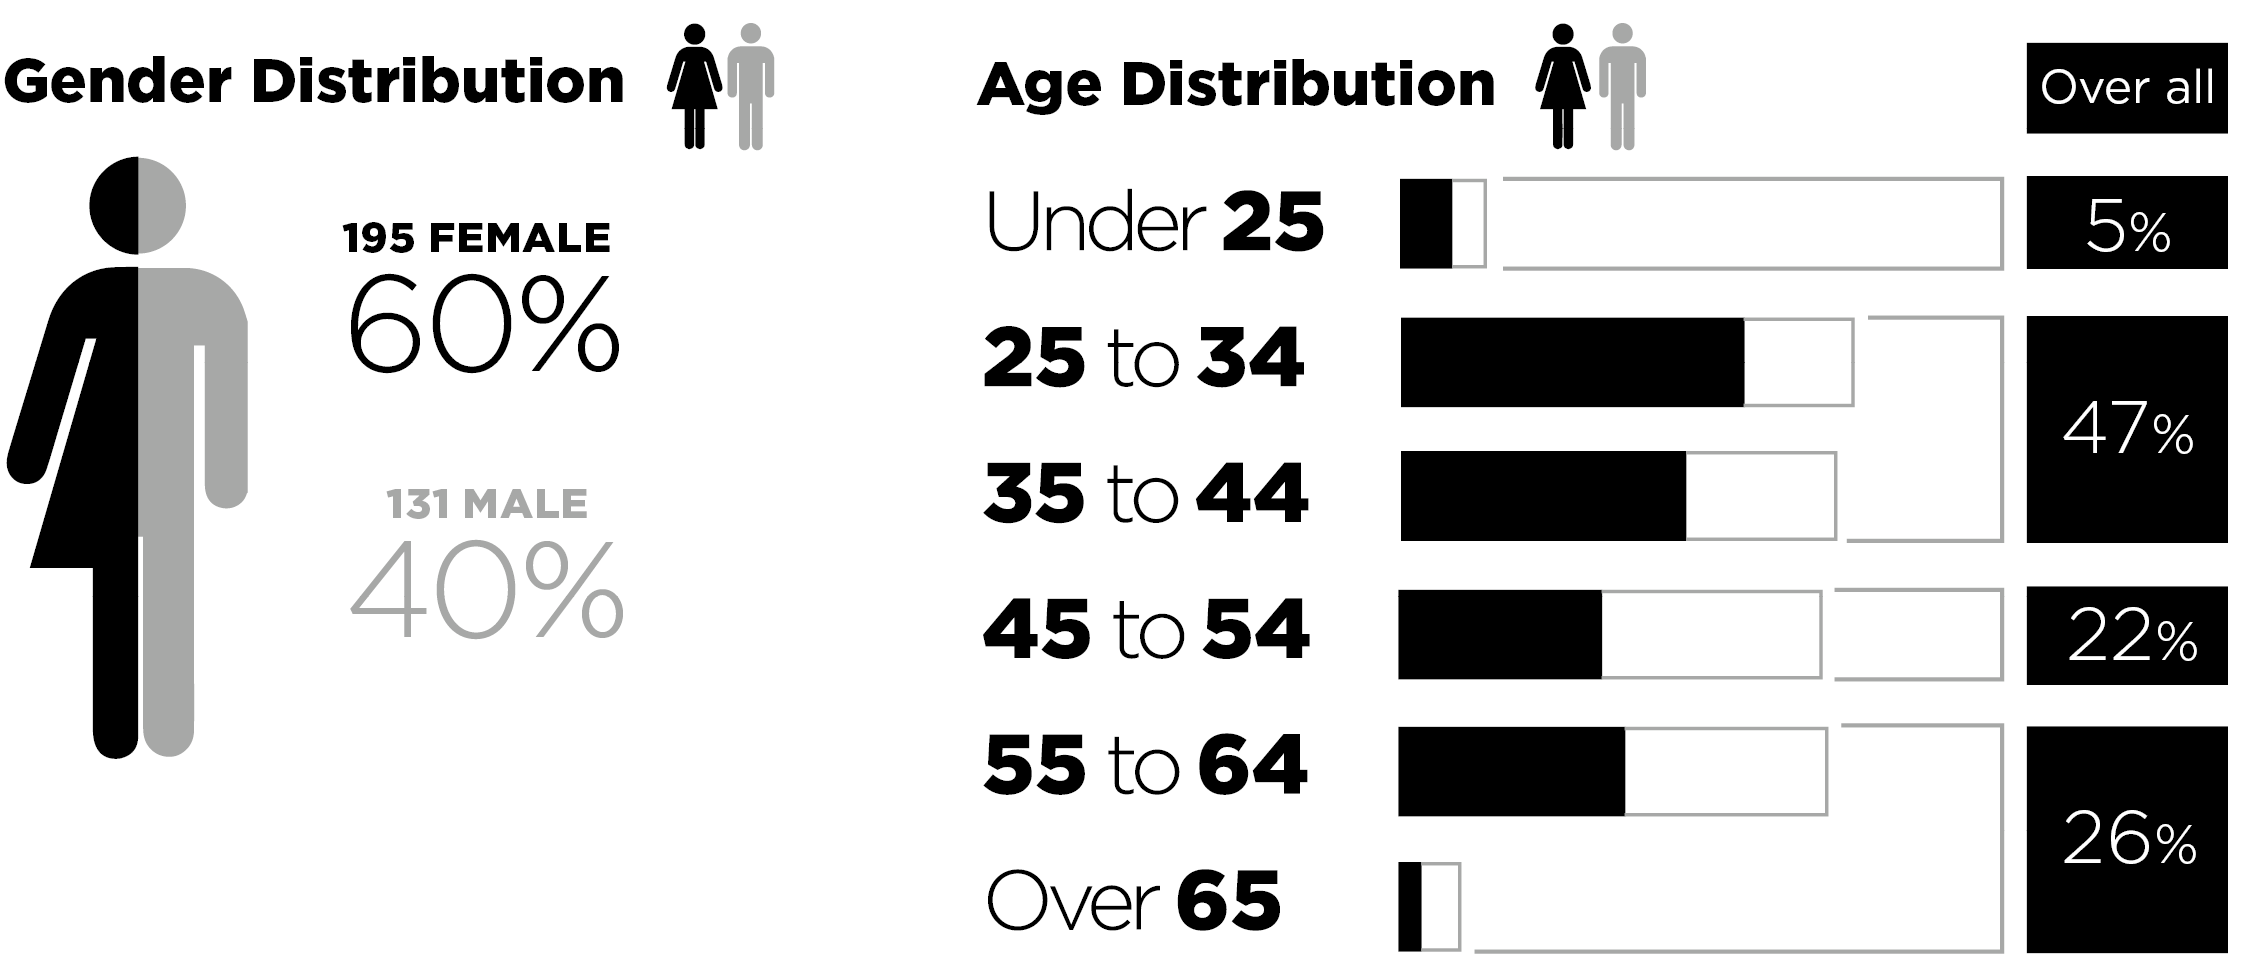 Gender Distribution
195 FEMALE
60%
131 MALE
40%
Age Distribution
Over all
Under 25
5%
25 to 34
35 to 44
47%
45 to 54
22%
55 to 64
Over 65
26%